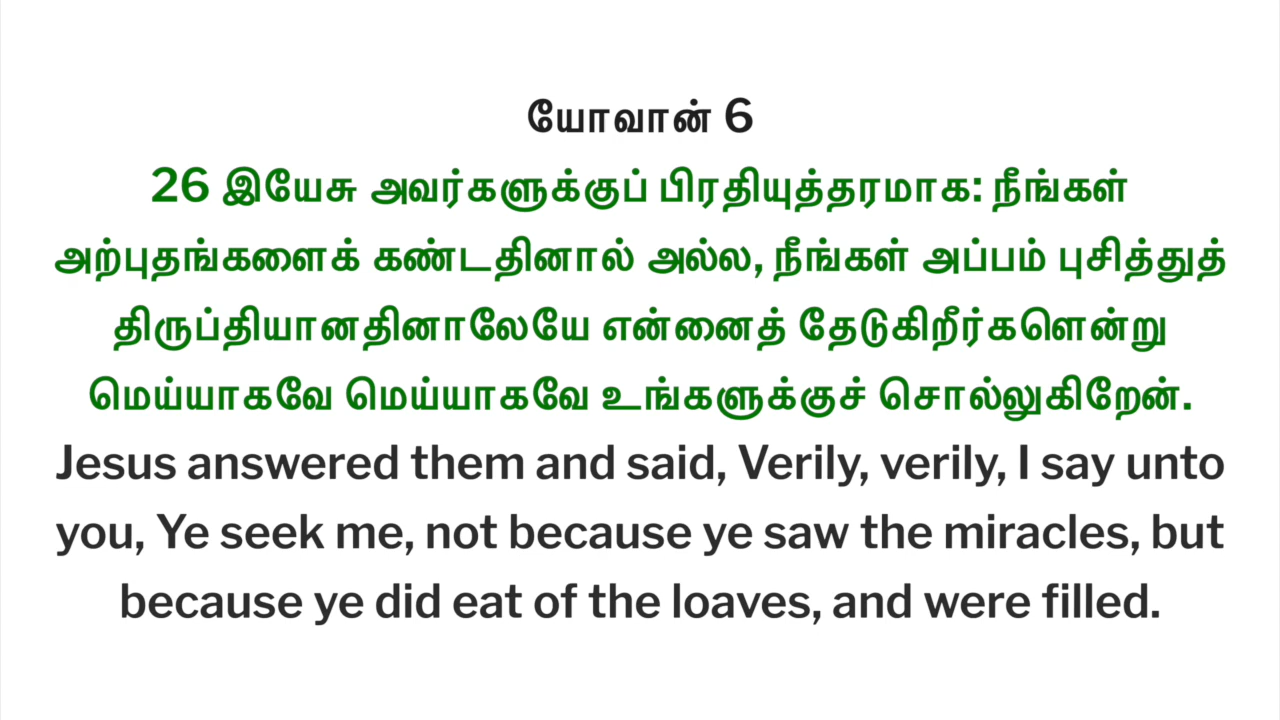 யோவான் 6
26 இயேசு அவர்களுக்குப் பிரதியுத்தரமாக: நீங்கள்
அற்புதங்களைக் கண்டதினால் அல்ல, நீங்கள் அப்பம் புசித்துத்
திருப்தியானதினாலேயே என்னைத் தேடுகிறீர்களென்று
மெய்யாகவே மெய்யாகவே உங்களுக்குச் சொல்லுகிறேன்.
Jesus answered them and said, Verily, verily, I say unto
you, Ye seek me, not because ye saw the miracles, but
because ye did eat of the loaves, and were filled.